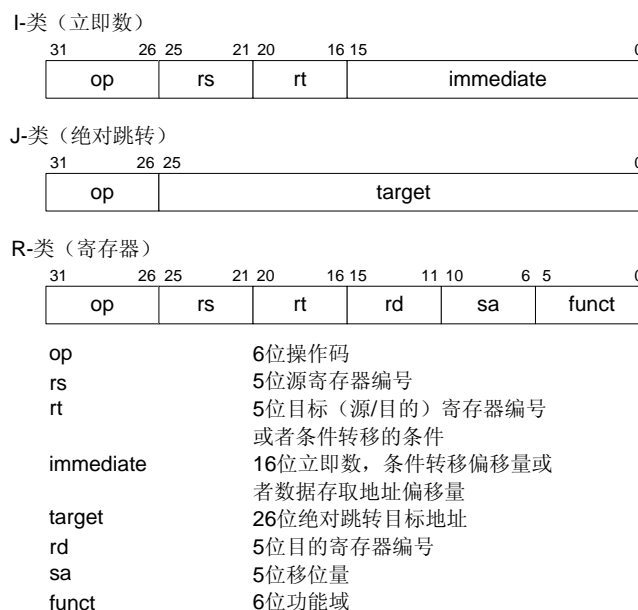 I-类（立即数）
31 26 25 21 20 16 15 0
op rs rt immediate
J-类（绝对跳转）
31 26 25 0
op target
R-类（寄存器）
31 26 25 21 20 16 15 11 10 6 5 0
op rs rt rd sa funct
op 6位操作码
rs 5位源寄存器编号
rt 5位目标（源/目的）寄存器编号
或者条件转移的条件
immediate 16位立即数，条件转移偏移量或
者数据存取地址偏移量
target 26位绝对跳转目标地址
rd 5位目的寄存器编号
sa 5位移位量
funct 6位功能域